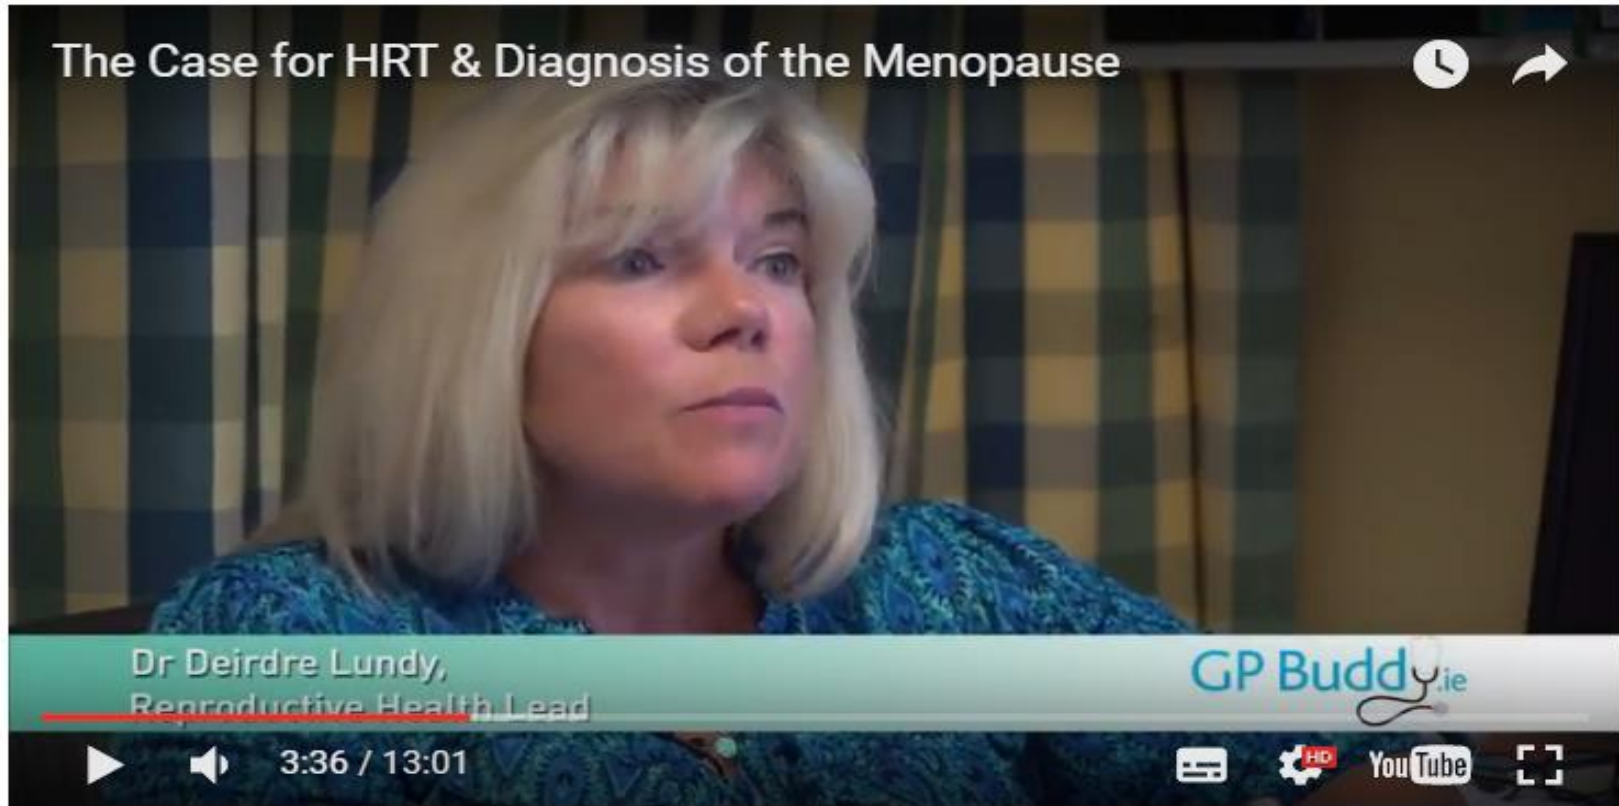 The Case for HRT & Diagnosis of the Menopause
Dr Deirdre Lundy,
Reproductive Health Lead
GP Buddy.ie
3:36 / 13:01
HD
YouTube